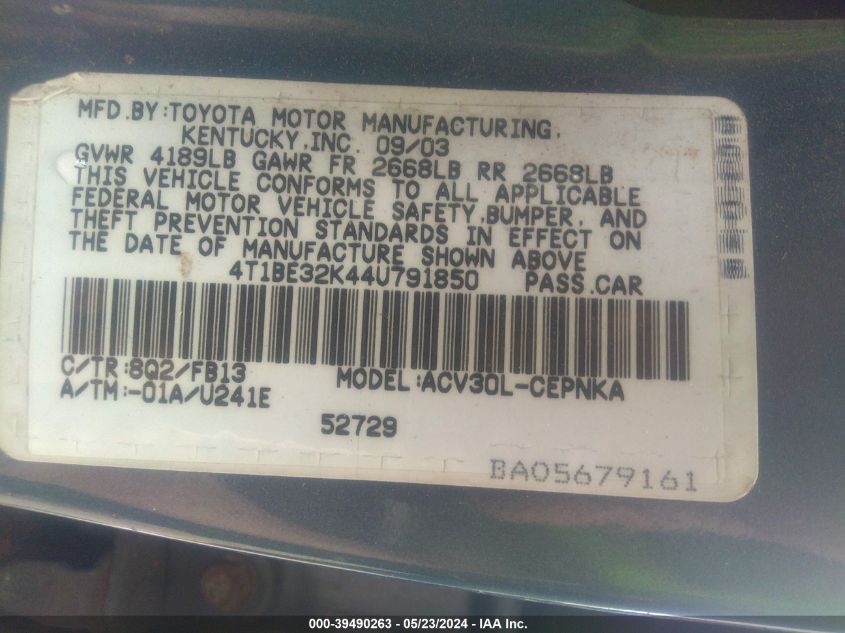 MFD.BY:TOYOTA MOTOR MANUFACTURING,
KENTUCKY,INC. 09/03
GVWR 4189LB GAWR FR 2668LB RR 2668LB
THIS VEHICLE CONFORMS TO ALL APPLICABLE
FEDERAL MOTOR VEHICLE SAFETY,BUMPER, AND
THEFT PREVENTION STANDARDS IN EFFECT ON
THE DATE OF MANUFACTURE SHOWN ABOVE
4T1BE32K44U791850 PASS.CAR
C/TR:8Q2/FB13 MODEL:ACV30L-CEPNKA
A/TM:-01A/U241E
52729
BA05679161
000-39490263 - 05/23/2024 - IAA Inc.